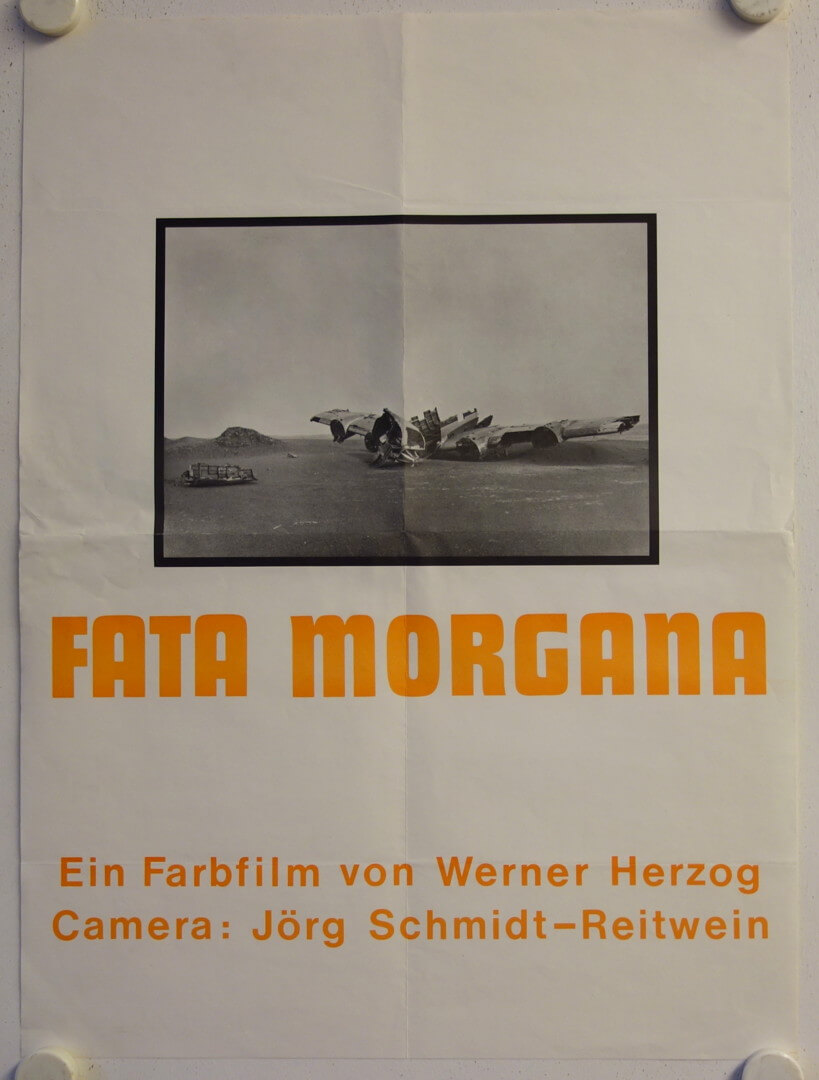 FATA MORGANA
Ein Farbfilm von Werner Herzog
Camera: Jörg Schmidt-Reitwein